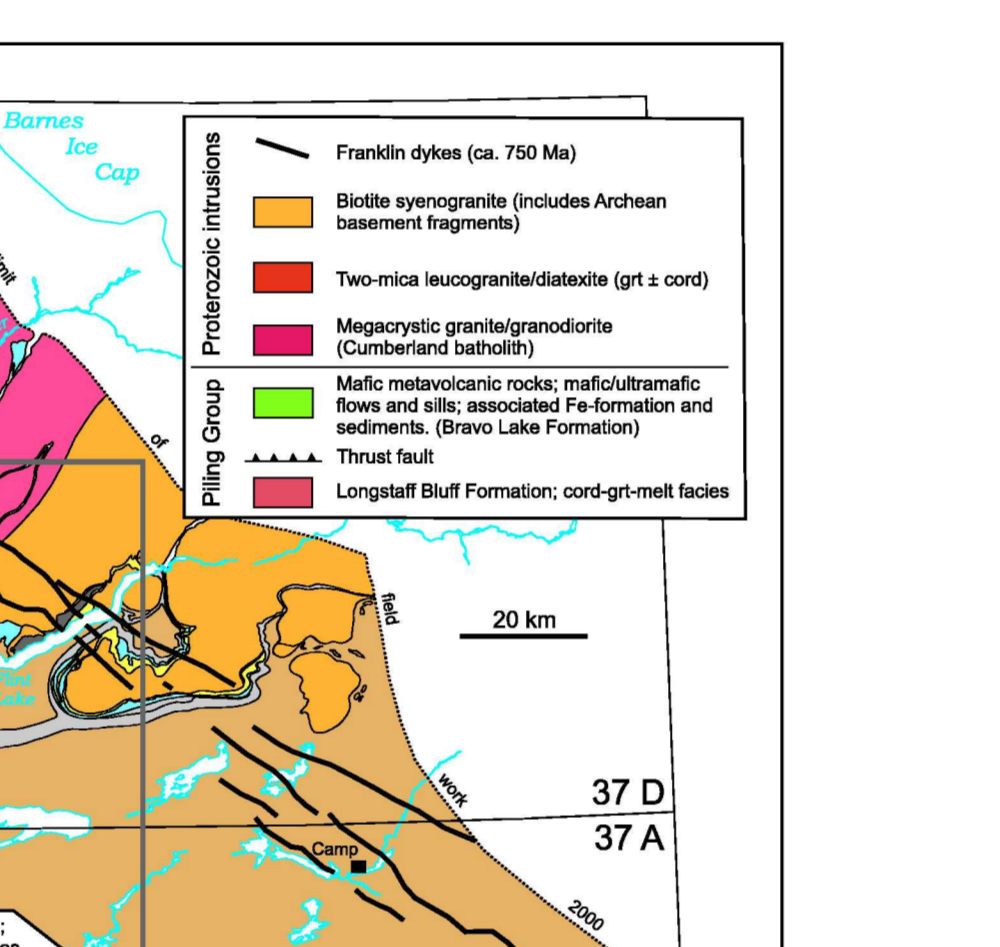 Barnes
Ice
Cap
Proterozoic intrusions
Franklin dykes (ca. 750 Ma)
Biotite syenogranite (includes Archean
basement fragments)
Two-mica leucogranite/diatexite (grt ± cord)
Megacrystic granite/granodiorite
(Cumberland batholith)
Piling Group
Mafic metavolcanic rocks; mafic/ultramafic
flows and sills; associated Fe-formation and
sediments. (Bravo Lake Formation)
Thrust fault
Longstaff Bluff Formation; cord-grt-melt facies
of
field
20 km
Flint
Lake
work
37 D
37 A
Camp
2000